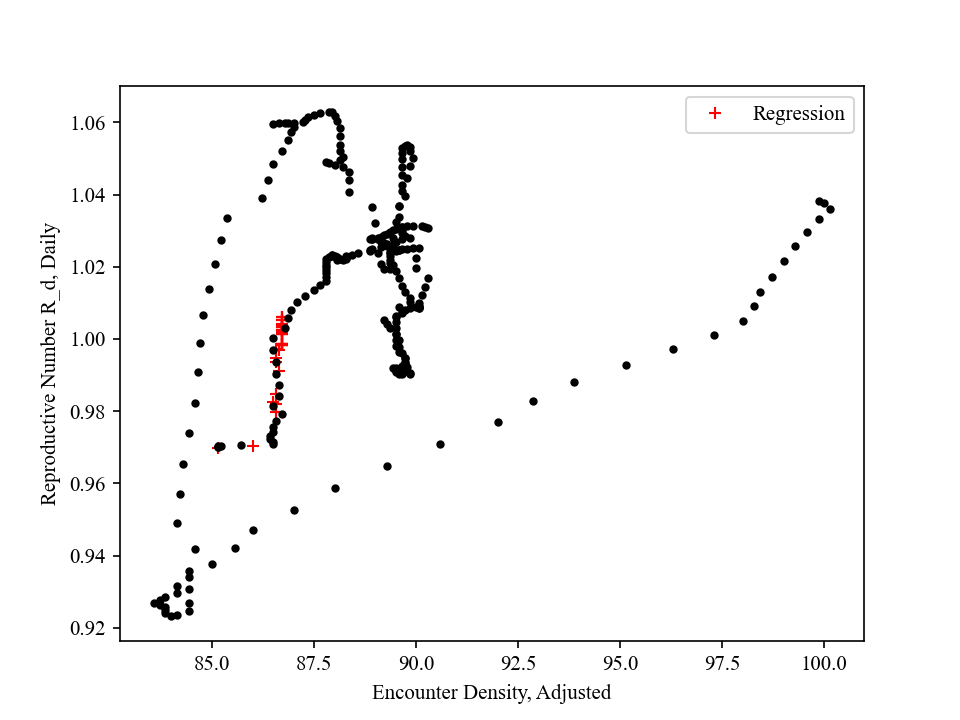 Regression
1.06
1.04
1.02
1.00
0.98
0.96
0.94
0.92
Reproductive Number R_d, Daily
85.0 87.5 90.0 92.5 95.0 97.5 100.0
Encounter Density, Adjusted